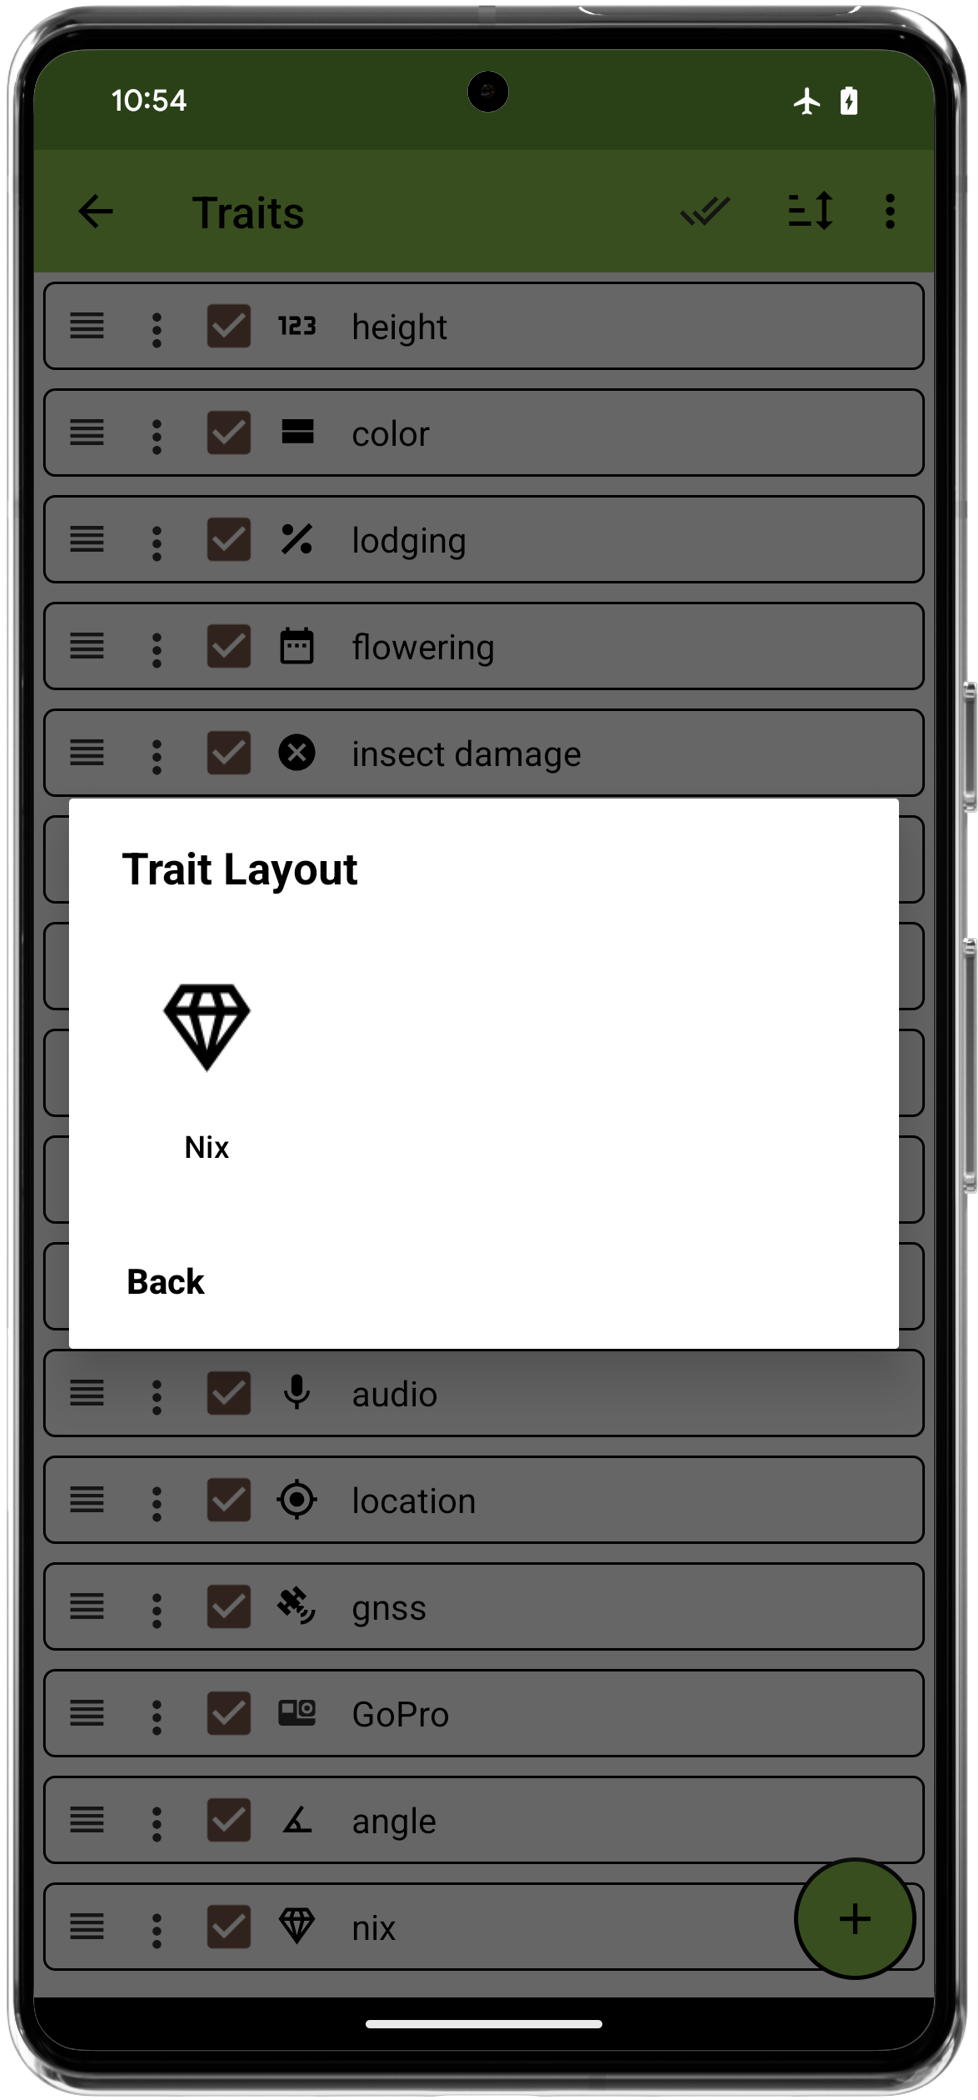 10:54
Traits
123 height
color
% lodging
flowering
insect damage
Trait Layout
Nix
Back
audio
location
gnss
GoPro
angle
nix